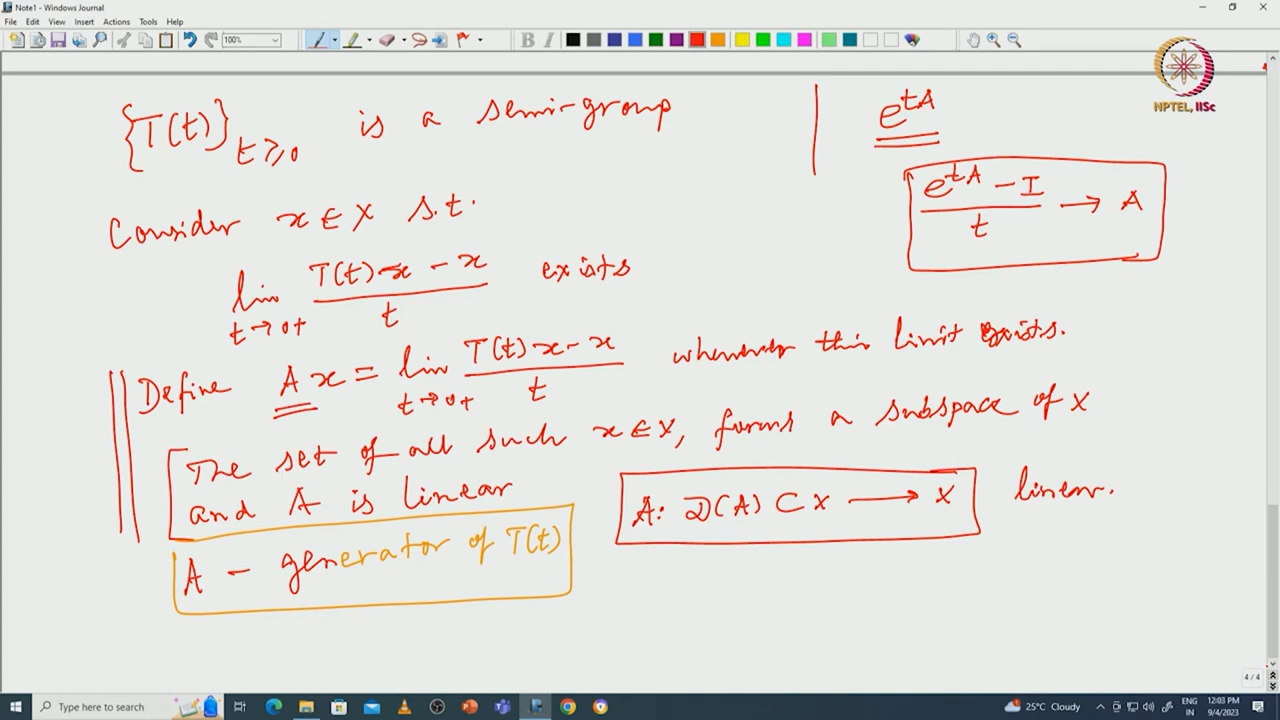 Note1 - Windows Journal
File Edit View Insert Actions Tools Help
100%
NPTEL, IISc
{T(t)}_{t≥0} is a semi-group
e^{tA}
(e^{tA} - I)/t → A
Consider x ∈ X s.t.
lim_{t→0+} (T(t)x - x)/t exists
Define Ax = lim_{t→0+} (T(t)x - x)/t whenever this limit exists.
The set of all such x ∈ X, forms a subspace of X
and A is linear
A: D(A) ⊂ X → X linear.
A - generator of T(t)
4 / 4
Type here to search
25°C Cloudy
ENG
IN
12:03 PM
9/4/2023